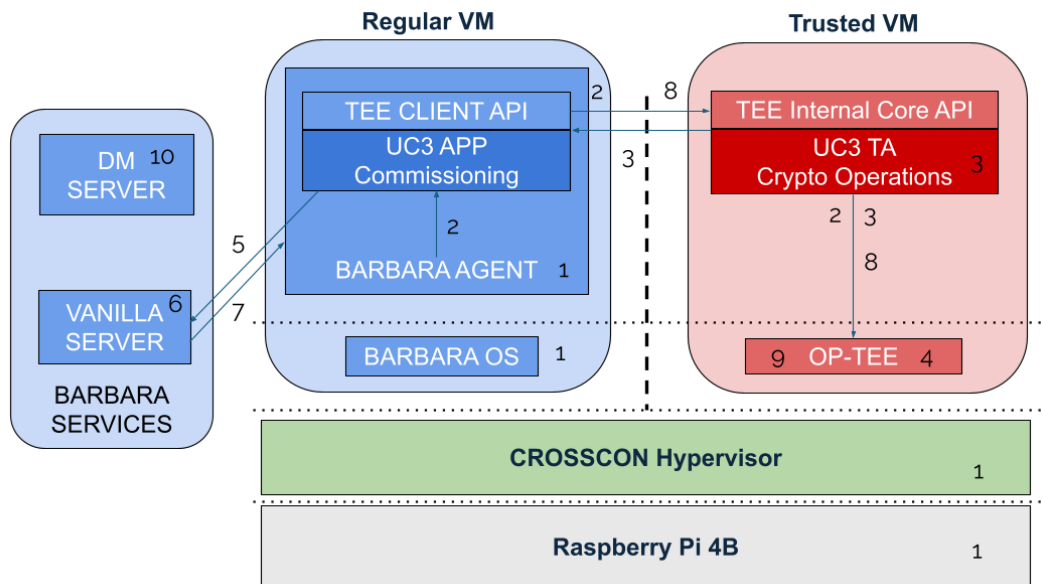 Regular VM
Trusted VM
TEE CLIENT API
2
8
TEE Internal Core API
UC3 APP
Commissioning
3
UC3 TA
Crypto Operations
3
DM
SERVER
10
2
2
3
5
BARBARA AGENT
1
8
VANILLA
SERVER
6
7
BARBARA OS
1
9
OP-TEE
4
BARBARA
SERVICES
CROSSCON Hypervisor
1
Raspberry Pi 4B
1